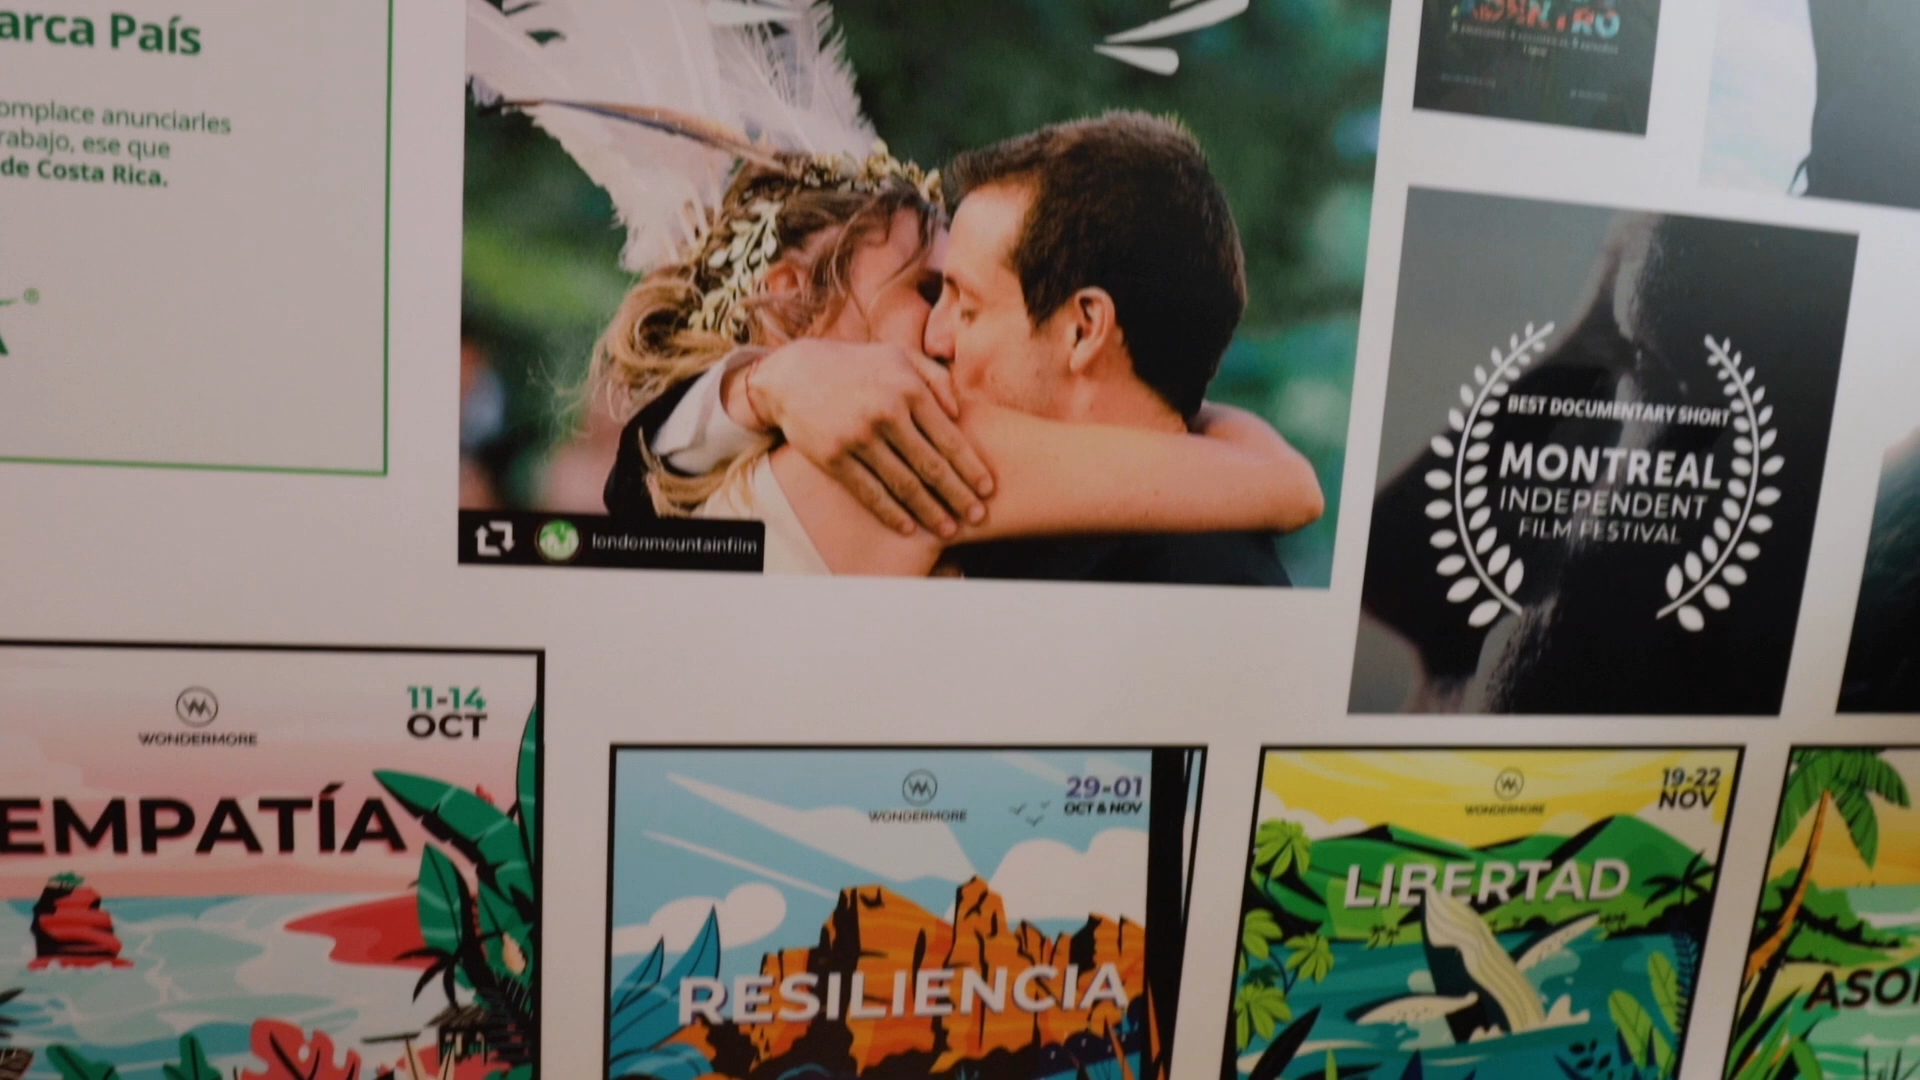 arca País
omplace anunciarles
rabajo, ese que
de Costa Rica.
®
londonmountainfilm
ADENTRO
BEST DOCUMENTARY SHORT
MONTREAL
INDEPENDENT
FILM FESTIVAL
WONDERMORE
11-14
OCT
EMPATÍA
WONDERMORE
29-01
OCT & NOV
RESILIENCIA
WONDERMORE
19-22
NOV
LIBERTAD
ASO